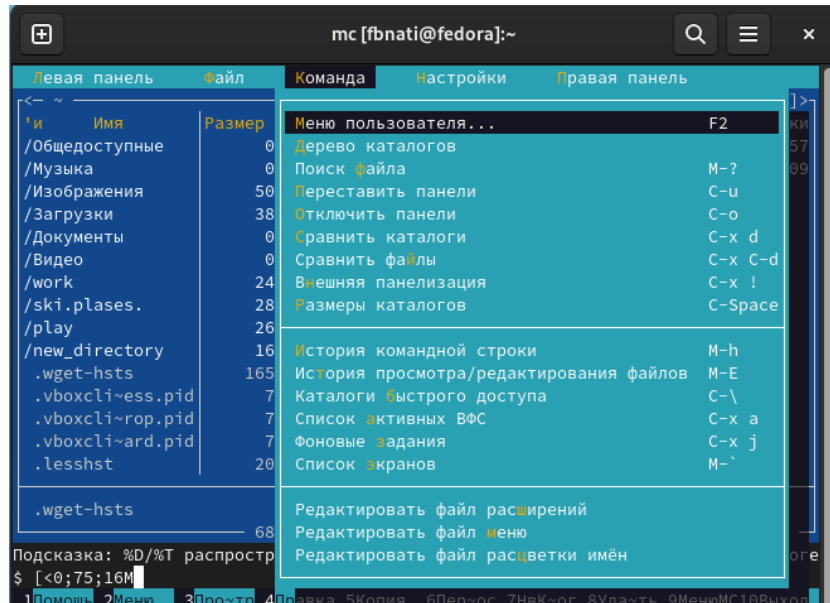 mc [fbnati@fedora]:~
Левая панель Файл Команда Настройки Правая панель
<— ~ ]>
'и Имя Размер
/Общедоступные 0
/Музыка 0
/Изображения 50
/Загрузки 38
/Документы 0
/Видео 0
/work 24
/ski.plases. 28
/play 26
/new_directory 16
.wget-hsts 165
.vboxcli~ess.pid 7
.vboxcli~rop.pid 7
.vboxcli~ard.pid 7
.lesshst 20
.wget-hsts
68
Меню пользователя... F2
Дерево каталогов
Поиск файла M-?
Переставить панели C-u
Отключить панели C-o
Сравнить каталоги C-x d
Сравнить файлы C-x C-d
Внешняя панелизация C-x !
Размеры каталогов C-Space
История командной строки M-h
История просмотра/редактирования файлов M-E
Каталоги быстрого доступа C-\
Список активных ВФС C-x a
Фоновые задания C-x j
Список экранов M-`
Редактировать файл расширений
Редактировать файл меню
Редактировать файл расцветки имён
ки
57
09
Подсказка: %D/%T распростр оге
$ [<0;75;16M
1Помощь 2Меню 3Про~тр 4Правка 5Копия 6Пер~ос 7НвК~ог 8Уда~ть 9МенюMC10Выход